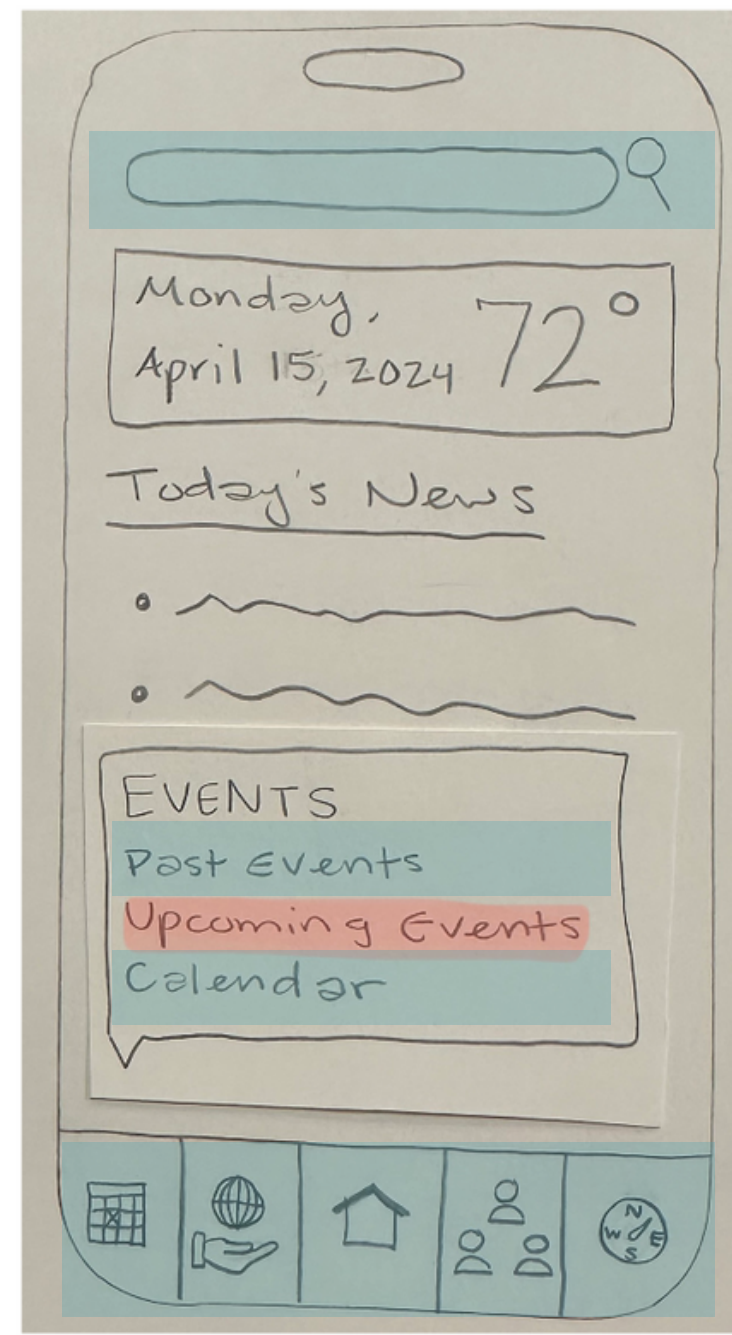 Monday,
April 15, 2024
72°
Today's News
EVENTS
Past Events
Upcoming Events
Calendar
N
W E
S